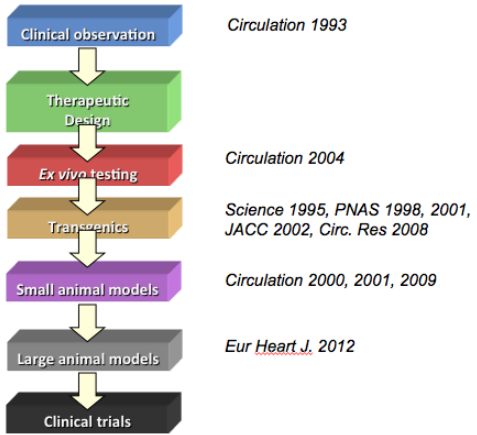 Clinical observation
Circulation 1993
Therapeutic
Design
Ex vivo testing
Circulation 2004
Transgenics
Science 1995, PNAS 1998, 2001,
JACC 2002, Circ. Res 2008
Small animal models
Circulation 2000, 2001, 2009
Large animal models
Eur Heart J. 2012
Clinical trials